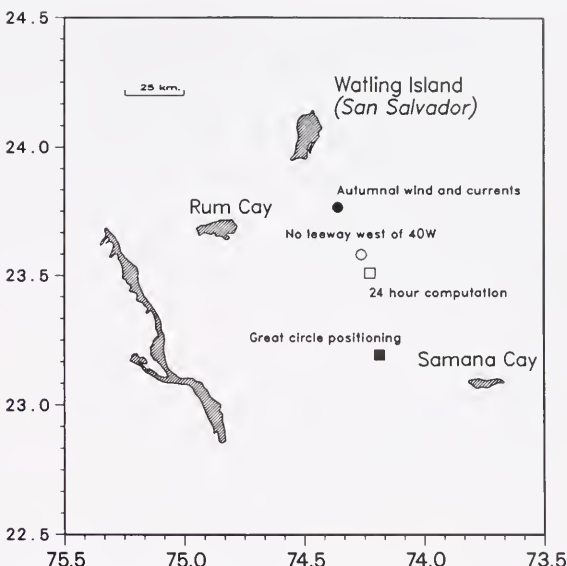 24.5
25 km.
Watling Island
(San Salvador)
24.0
Autumnal wind and currents
Rum Cay
No leeway west of 40W
23.5
24 hour computation
Great circle positioning
Samana Cay
23.0
22.5
75.5 75.0 74.5 74.0 73.5